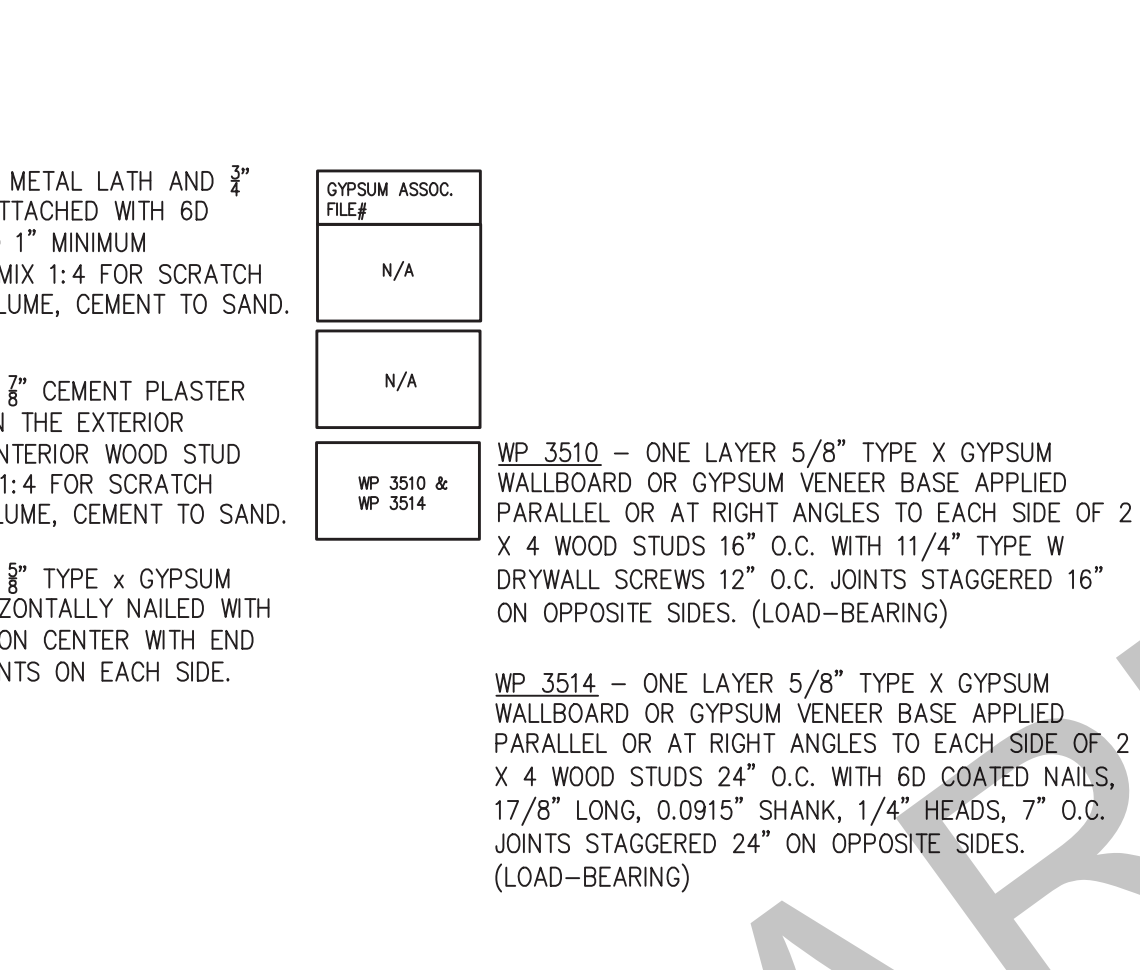 METAL LATH AND 3/4"
TTACHED WITH 6D
1" MINIMUM
MIX 1:4 FOR SCRATCH
LUME, CEMENT TO SAND.
7/8" CEMENT PLASTER
N THE EXTERIOR
NTERIOR WOOD STUD
1:4 FOR SCRATCH
LUME, CEMENT TO SAND.
5/8" TYPE x GYPSUM
ZONTALLY NAILED WITH
ON CENTER WITH END
NTS ON EACH SIDE.
GYPSUM ASSOC.
FILE#
N/A
N/A
WP 3510 &
WP 3514
WP 3510 – ONE LAYER 5/8" TYPE X GYPSUM
WALLBOARD OR GYPSUM VENEER BASE APPLIED
PARALLEL OR AT RIGHT ANGLES TO EACH SIDE OF 2
X 4 WOOD STUDS 16" O.C. WITH 11/4" TYPE W
DRYWALL SCREWS 12" O.C. JOINTS STAGGERED 16"
ON OPPOSITE SIDES. (LOAD–BEARING)
WP 3514 – ONE LAYER 5/8" TYPE X GYPSUM
WALLBOARD OR GYPSUM VENEER BASE APPLIED
PARALLEL OR AT RIGHT ANGLES TO EACH SIDE OF 2
X 4 WOOD STUDS 24" O.C. WITH 6D COATED NAILS,
17/8" LONG, 0.0915" SHANK, 1/4" HEADS, 7" O.C.
JOINTS STAGGERED 24" ON OPPOSITE SIDES.
(LOAD–BEARING)